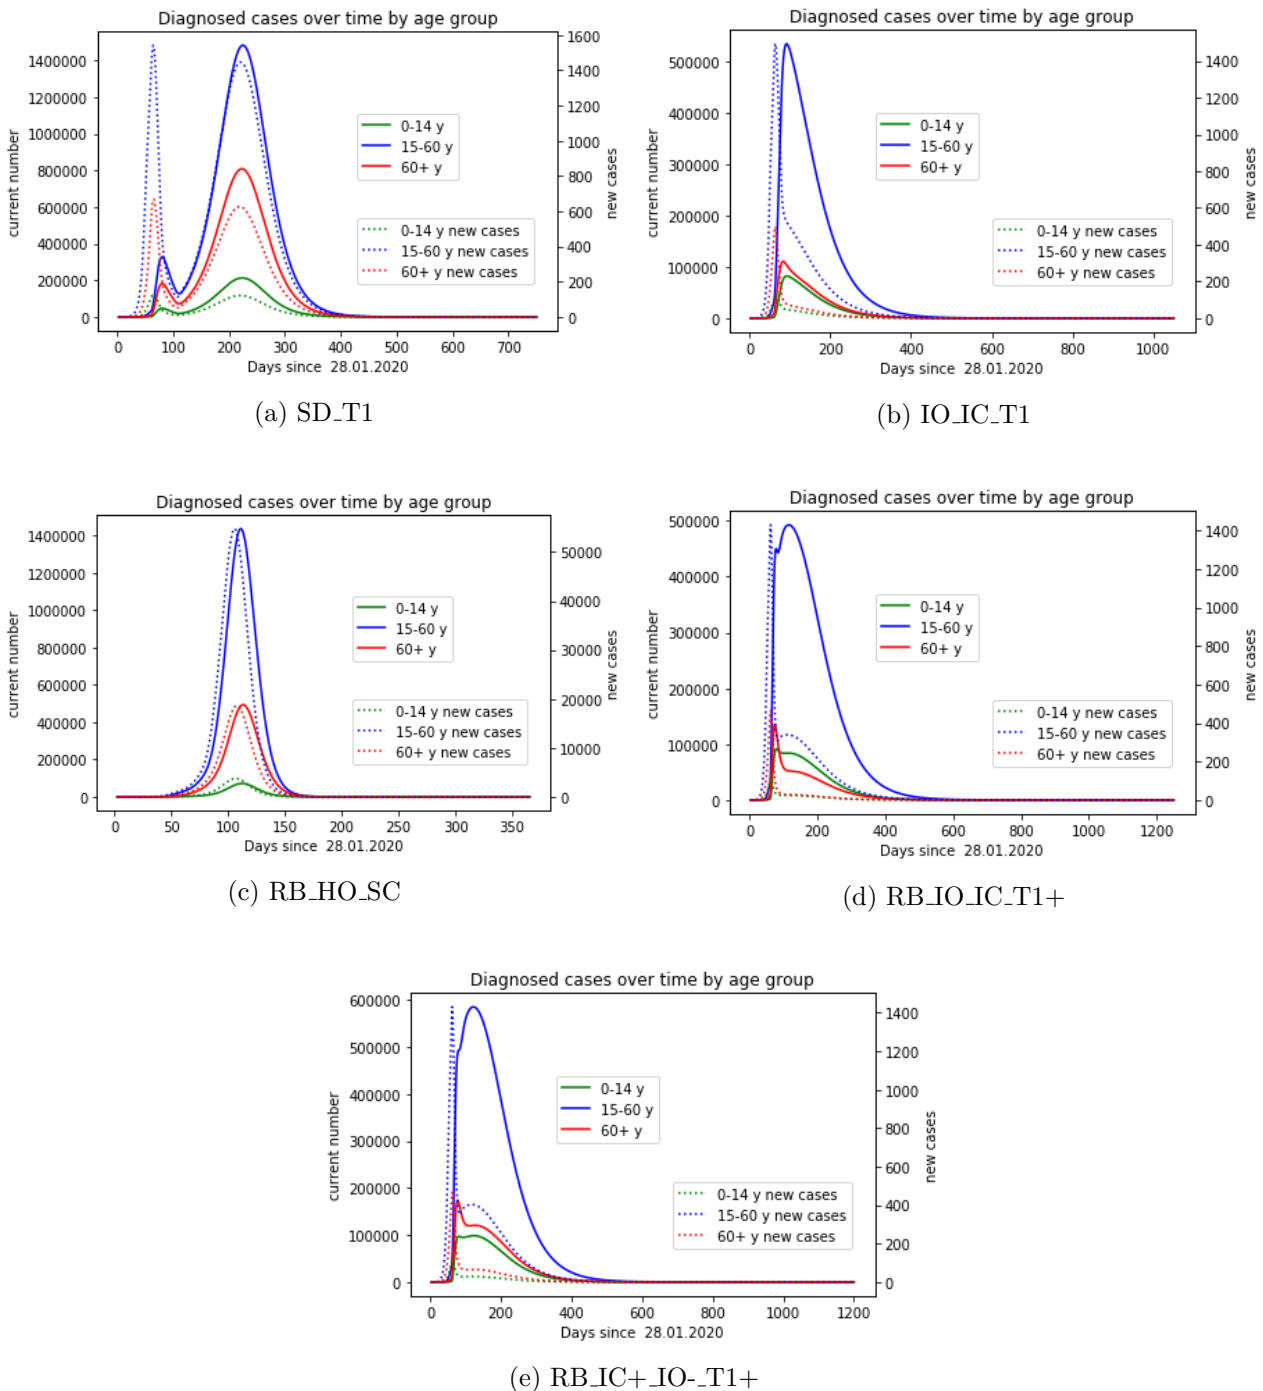 Diagnosed cases over time by age group
1400000
1200000
1000000
800000
600000
400000
200000
0
current number
1600
1400
1200
1000
800
600
400
200
0
new cases
0-14 y
15-60 y
60+ y
0-14 y new cases
15-60 y new cases
60+ y new cases
0 100 200 300 400 500 600 700
Days since 28.01.2020
(a) SD_T1
Diagnosed cases over time by age group
500000
400000
300000
200000
100000
0
current number
1400
1200
1000
800
600
400
200
0
new cases
0-14 y
15-60 y
60+ y
0-14 y new cases
15-60 y new cases
60+ y new cases
0 200 400 600 800 1000
Days since 28.01.2020
(b) IO_IC_T1
Diagnosed cases over time by age group
1400000
1200000
1000000
800000
600000
400000
200000
0
current number
50000
40000
30000
20000
10000
0
new cases
0-14 y
15-60 y
60+ y
0-14 y new cases
15-60 y new cases
60+ y new cases
0 50 100 150 200 250 300 350
Days since 28.01.2020
(c) RB_HO_SC
Diagnosed cases over time by age group
500000
400000
300000
200000
100000
0
current number
1400
1200
1000
800
600
400
200
0
new cases
0-14 y
15-60 y
60+ y
0-14 y new cases
15-60 y new cases
60+ y new cases
0 200 400 600 800 1000 1200
Days since 28.01.2020
(d) RB_IO_IC_T1+
Diagnosed cases over time by age group
600000
500000
400000
300000
200000
100000
0
current number
1400
1200
1000
800
600
400
200
0
new cases
0-14 y
15-60 y
60+ y
0-14 y new cases
15-60 y new cases
60+ y new cases
0 200 400 600 800 1000 1200
Days since 28.01.2020
(e) RB_IC+_IO-_T1+